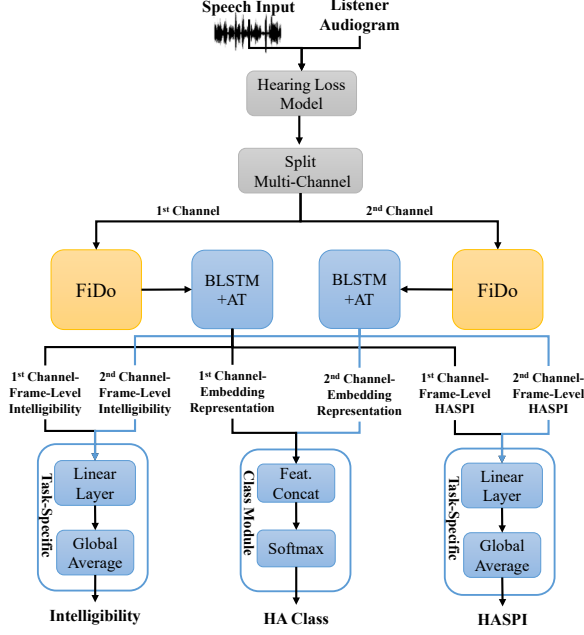 Speech Input
Listener
Audiogram
Hearing Loss
Model
Split
Multi-Channel
1st Channel
2nd Channel
FiDo
BLSTM
+AT
BLSTM
+AT
FiDo
1st Channel-
Frame-Level
Intelligibility
2nd Channel-
Frame-Level
Intelligibility
1st Channel-
Embedding
Representation
2nd Channel-
Embedding
Representation
1st Channel-
Frame-Level
HASPI
2nd Channel-
Frame-Level
HASPI
Task-Specific
Linear
Layer
Global
Average
Class Module
Feat.
Concat
Softmax
Task-Specific
Linear
Layer
Global
Average
Intelligibility
HA Class
HASPI